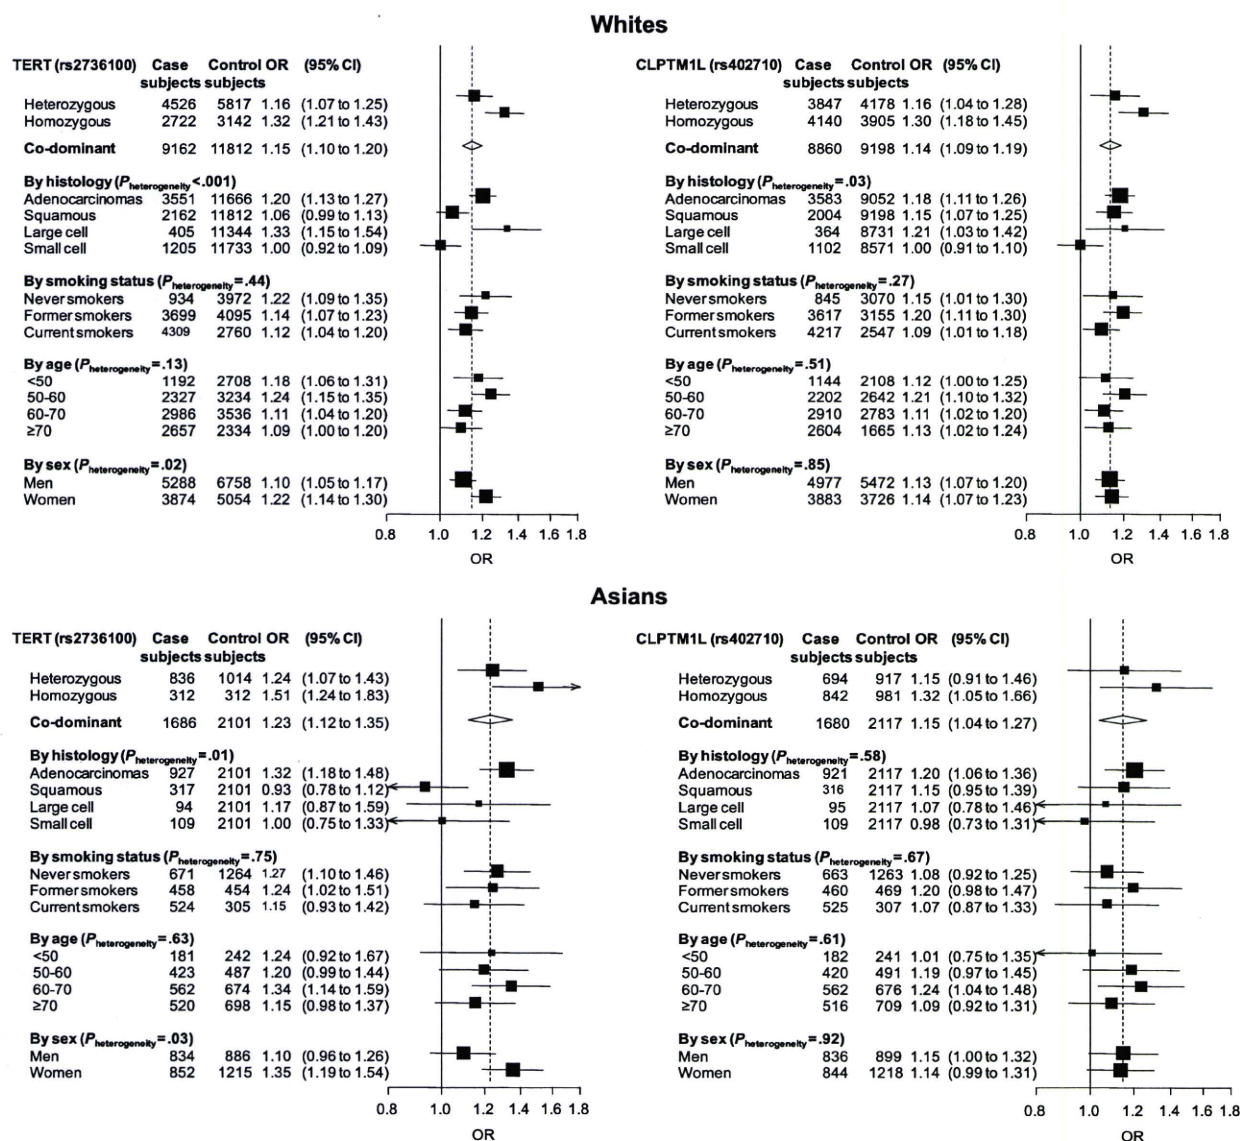 Whites
TERT (rs2736100) Case Control OR (95% CI)
subjects subjects
Heterozygous 4526 5817 1.16 (1.07 to 1.25)
Homozygous 2722 3142 1.32 (1.21 to 1.43)
Co-dominant 9162 11812 1.15 (1.10 to 1.20)
By histology (Pheterogeneity<.001)
Adenocarcinomas 3551 11666 1.20 (1.13 to 1.27)
Squamous 2162 11812 1.06 (0.99 to 1.13)
Large cell 405 11344 1.33 (1.15 to 1.54)
Small cell 1205 11733 1.00 (0.92 to 1.09)
By smoking status (Pheterogeneity=.44)
Never smokers 934 3972 1.22 (1.09 to 1.35)
Former smokers 3699 4095 1.14 (1.07 to 1.23)
Current smokers 4309 2760 1.12 (1.04 to 1.20)
By age (Pheterogeneity=.13)
<50 1192 2708 1.18 (1.06 to 1.31)
50-60 2327 3234 1.24 (1.15 to 1.35)
60-70 2986 3536 1.11 (1.04 to 1.20)
≥70 2657 2334 1.09 (1.00 to 1.20)
By sex (Pheterogeneity=.02)
Men 5288 6758 1.10 (1.05 to 1.17)
Women 3874 5054 1.22 (1.14 to 1.30)
0.8 1.0 1.2 1.4 1.6 1.8
OR
CLPTM1L (rs402710) Case Control OR (95% CI)
subjects subjects
Heterozygous 3847 4178 1.16 (1.04 to 1.28)
Homozygous 4140 3905 1.30 (1.18 to 1.45)
Co-dominant 8860 9198 1.14 (1.09 to 1.19)
By histology (Pheterogeneity=.03)
Adenocarcinomas 3583 9052 1.18 (1.11 to 1.26)
Squamous 2004 9198 1.15 (1.07 to 1.25)
Large cell 364 8731 1.21 (1.03 to 1.42)
Small cell 1102 8571 1.00 (0.91 to 1.10)
By smoking status (Pheterogeneity=.27)
Never smokers 845 3070 1.15 (1.01 to 1.30)
Former smokers 3617 3155 1.20 (1.11 to 1.30)
Current smokers 4217 2547 1.09 (1.01 to 1.18)
By age (Pheterogeneity=.51)
<50 1144 2108 1.12 (1.00 to 1.25)
50-60 2202 2642 1.21 (1.10 to 1.32)
60-70 2910 2783 1.11 (1.02 to 1.20)
≥70 2604 1665 1.13 (1.02 to 1.24)
By sex (Pheterogeneity=.85)
Men 4977 5472 1.13 (1.07 to 1.20)
Women 3883 3726 1.14 (1.07 to 1.23)
0.8 1.0 1.2 1.4 1.6 1.8
OR
Asians
TERT (rs2736100) Case Control OR (95% CI)
subjects subjects
Heterozygous 836 1014 1.24 (1.07 to 1.43)
Homozygous 312 312 1.51 (1.24 to 1.83)
Co-dominant 1686 2101 1.23 (1.12 to 1.35)
By histology (Pheterogeneity=.01)
Adenocarcinomas 927 2101 1.32 (1.18 to 1.48)
Squamous 317 2101 0.93 (0.78 to 1.12)
Large cell 94 2101 1.17 (0.87 to 1.59)
Small cell 109 2101 1.00 (0.75 to 1.33)
By smoking status (Pheterogeneity=.75)
Never smokers 671 1264 1.27 (1.10 to 1.46)
Former smokers 458 454 1.24 (1.02 to 1.51)
Current smokers 524 305 1.15 (0.93 to 1.42)
By age (Pheterogeneity=.63)
<50 181 242 1.24 (0.92 to 1.67)
50-60 423 487 1.20 (0.99 to 1.44)
60-70 562 674 1.34 (1.14 to 1.59)
≥70 520 698 1.15 (0.98 to 1.37)
By sex (Pheterogeneity=.03)
Men 834 886 1.10 (0.96 to 1.26)
Women 852 1215 1.35 (1.19 to 1.54)
0.8 1.0 1.2 1.4 1.6 1.8
OR
CLPTM1L (rs402710) Case Control OR (95% CI)
subjects subjects
Heterozygous 694 917 1.15 (0.91 to 1.46)
Homozygous 842 981 1.32 (1.05 to 1.66)
Co-dominant 1680 2117 1.15 (1.04 to 1.27)
By histology (Pheterogeneity=.58)
Adenocarcinomas 921 2117 1.20 (1.06 to 1.36)
Squamous 316 2117 1.15 (0.95 to 1.39)
Large cell 95 2117 1.07 (0.78 to 1.46)
Small cell 109 2117 0.98 (0.73 to 1.31)
By smoking status (Pheterogeneity=.67)
Never smokers 663 1263 1.08 (0.92 to 1.25)
Former smokers 460 469 1.20 (0.98 to 1.47)
Current smokers 525 307 1.07 (0.87 to 1.33)
By age (Pheterogeneity=.61)
<50 182 241 1.01 (0.75 to 1.35)
50-60 420 491 1.19 (0.97 to 1.45)
60-70 562 676 1.24 (1.04 to 1.48)
≥70 516 709 1.09 (0.92 to 1.31)
By sex (Pheterogeneity=.92)
Men 836 899 1.15 (1.00 to 1.32)
Women 844 1218 1.14 (0.99 to 1.31)
0.8 1.0 1.2 1.4 1.6 1.8
OR